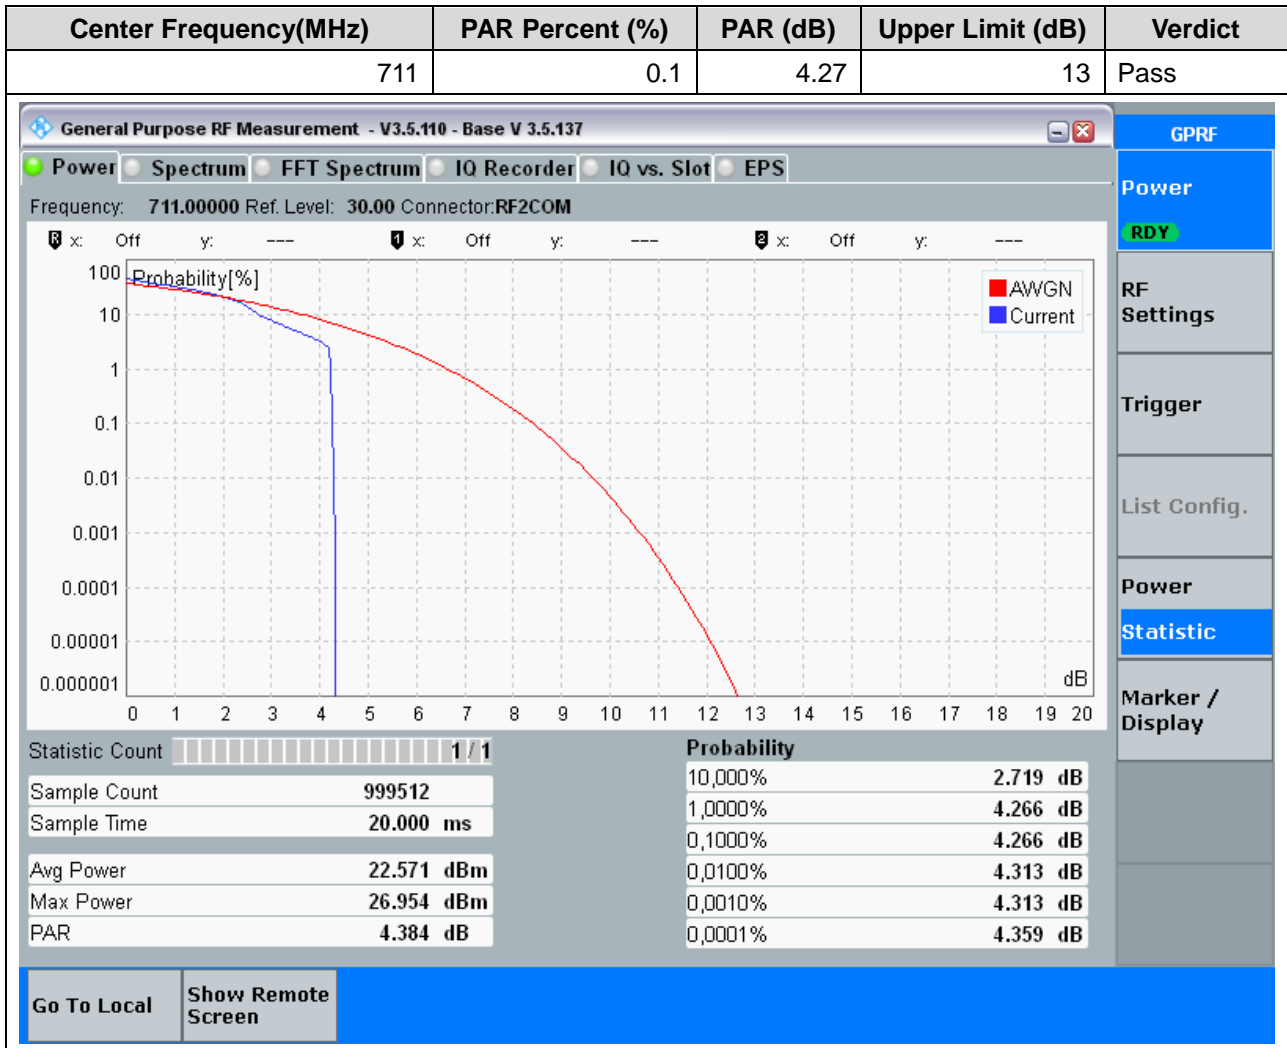 Center Frequency(MHz) PAR Percent (%) PAR (dB) Upper Limit (dB) Verdict
711 0.1 4.27 13 Pass
General Purpose RF Measurement - V3.5.110 - Base V 3.5.137
GPRF
Power Spectrum FFT Spectrum IQ Recorder IQ vs. Slot EPS
Power
RDY
Frequency: 711.00000 Ref. Level: 30.00 Connector:RF2COM
R x: Off y: --- 1 x: Off y: --- 2 x: Off y: ---
Probability[%]
AWGN
Current
100
10
1
0.1
0.01
0.001
0.0001
0.00001
0.000001
dB
0 1 2 3 4 5 6 7 8 9 10 11 12 13 14 15 16 17 18 19 20
RF
Settings
Trigger
List Config.
Power
Statistic
Marker /
Display
Statistic Count 1 / 1
Sample Count 999512
Sample Time 20.000 ms
Avg Power 22.571 dBm
Max Power 26.954 dBm
PAR 4.384 dB
Probability
10,000% 2.719 dB
1,0000% 4.266 dB
0,1000% 4.266 dB
0,0100% 4.313 dB
0,0010% 4.313 dB
0,0001% 4.359 dB
Go To Local
Show Remote
Screen